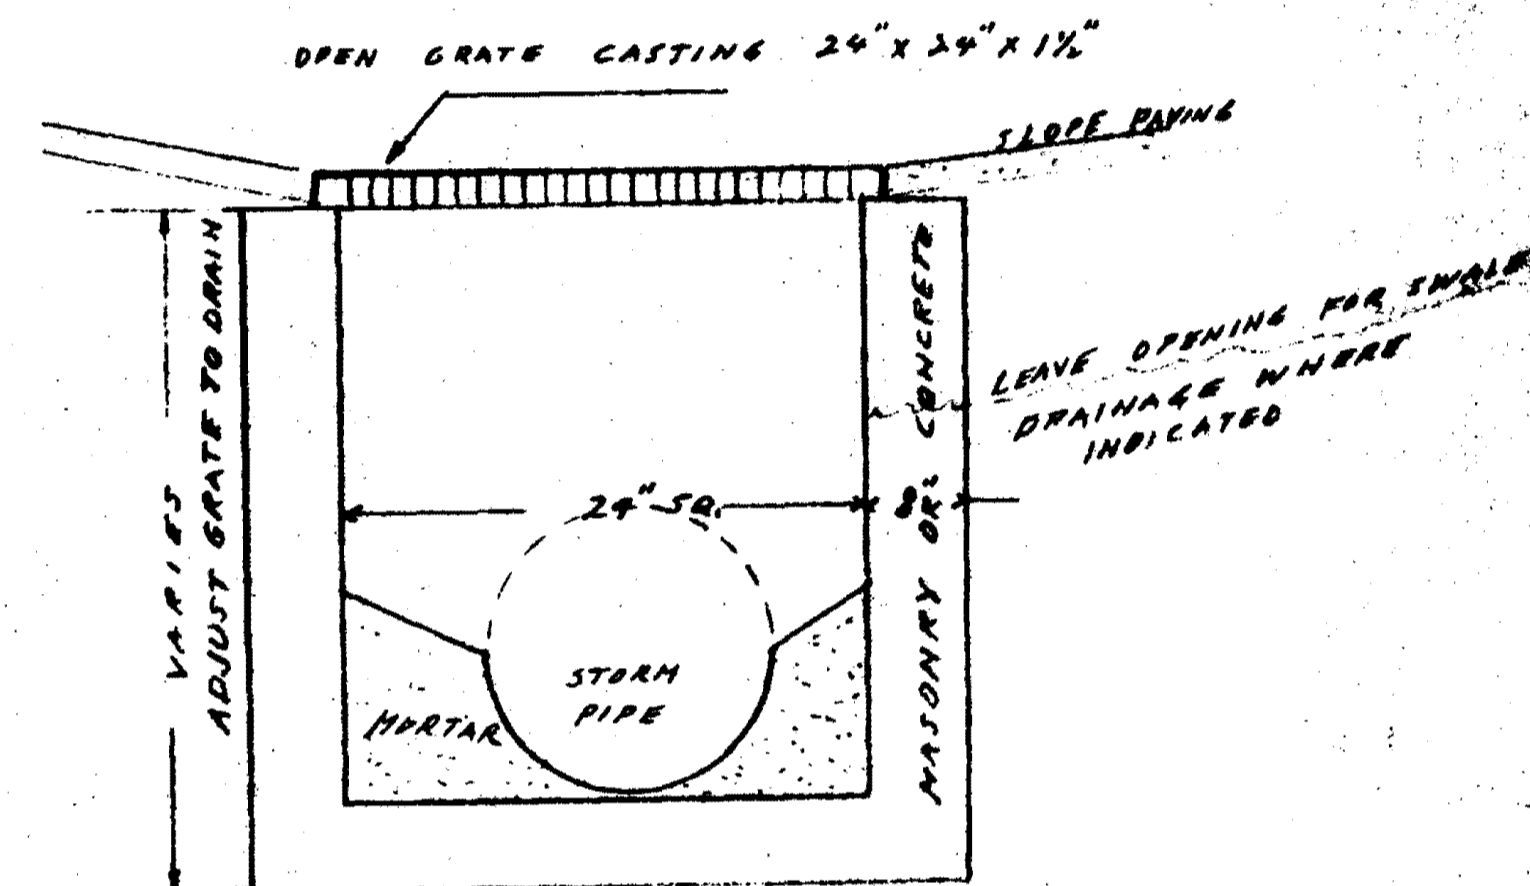 OPEN GRATE CASTING 24" x 24" x 1½"
SLOPE PAVING
VARIES
ADJUST GRATE TO DRAIN
MASONRY OR CONCRETE
LEAVE OPENING FOR SWALE
DRAINAGE WHERE
INDICATED
24" SQ.
8"
STORM
PIPE
MORTAR